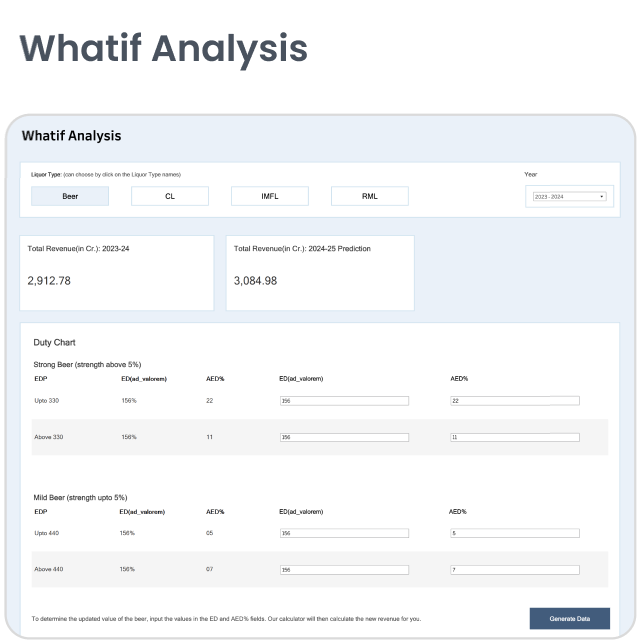 Whatif Analysis
Whatif Analysis
Liquor Type: (can choose by click on the Liquor Type names)
Year
Beer CL IMFL RML
2023-2024
Total Revenue(in Cr.): 2023-24
2,912.78
Total Revenue(in Cr.): 2024-25 Prediction
3,084.98
Duty Chart
Strong Beer (strength above 5%)
EDP ED(ad_valorem) AED% ED(ad_valorem) AED%
Upto 330 156% 22 156 22
Above 330 156% 11 156 11
Mild Beer (strength upto 5%)
EDP ED(ad_valorem) AED% ED(ad_valorem) AED%
Upto 440 156% 05 156 5
Above 440 156% 07 156 7
To determine the updated value of the beer, input the values in the ED and AED% fields. Our calculator will then calculate the new revenue for you.
Generate Data